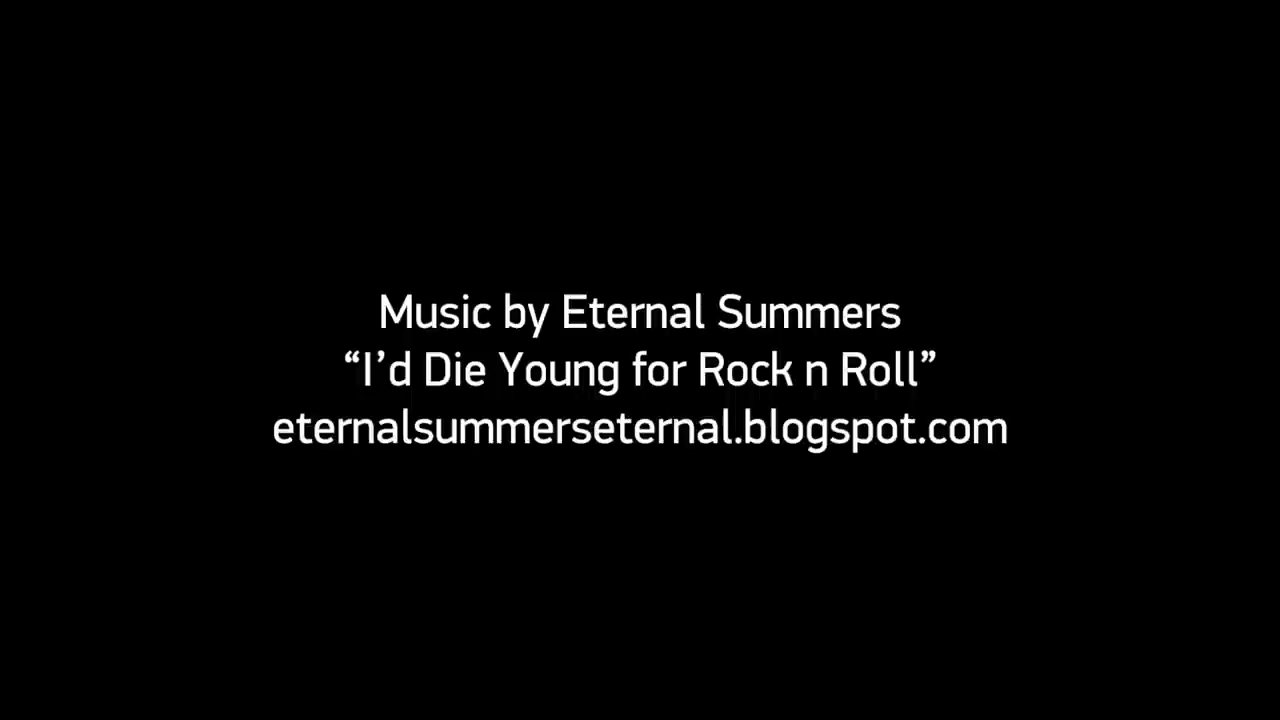 Music by Eternal Summers
“I’d Die Young for Rock n Roll”
eternalsummerseternal.blogspot.com